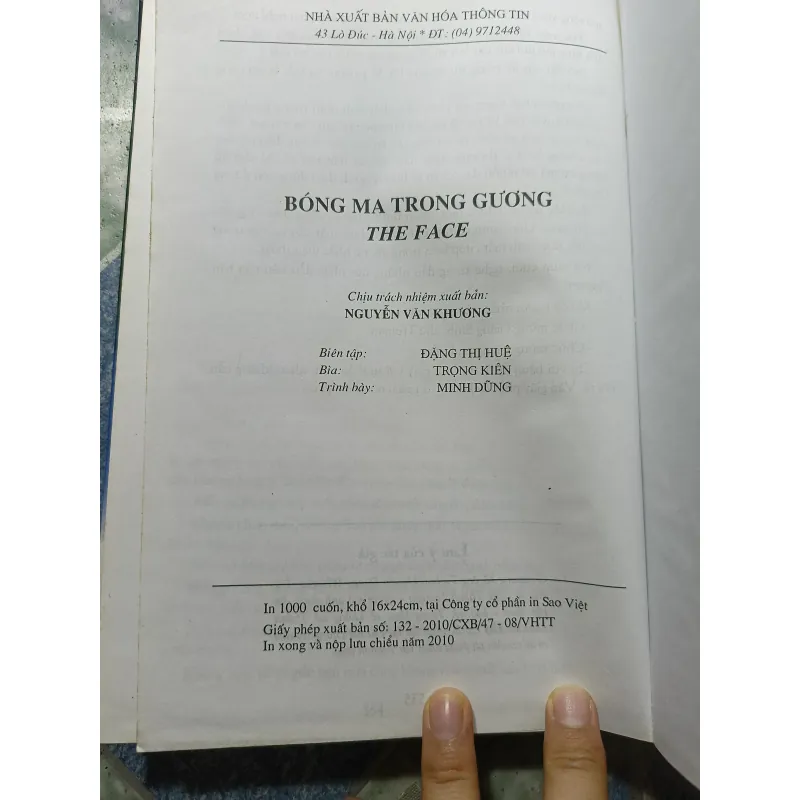 NHÀ XUẤT BẢN VĂN HÓA THÔNG TIN
43 Lò Đúc - Hà Nội * ĐT: (04) 9712448
BÓNG MA TRONG GƯƠNG
THE FACE
Chịu trách nhiệm xuất bản:
NGUYỄN VĂN KHƯƠNG
Biên tập: ĐẶNG THỊ HUỆ
Bìa: TRỌNG KIÊN
Trình bày: MINH DŨNG
In 1000 cuốn, khổ 16x24cm, tại Công ty cổ phần in Sao Việt
Giấy phép xuất bản số: 132 - 2010/CXB/47 - 08/VHTT
In xong và nộp lưu chiểu năm 2010